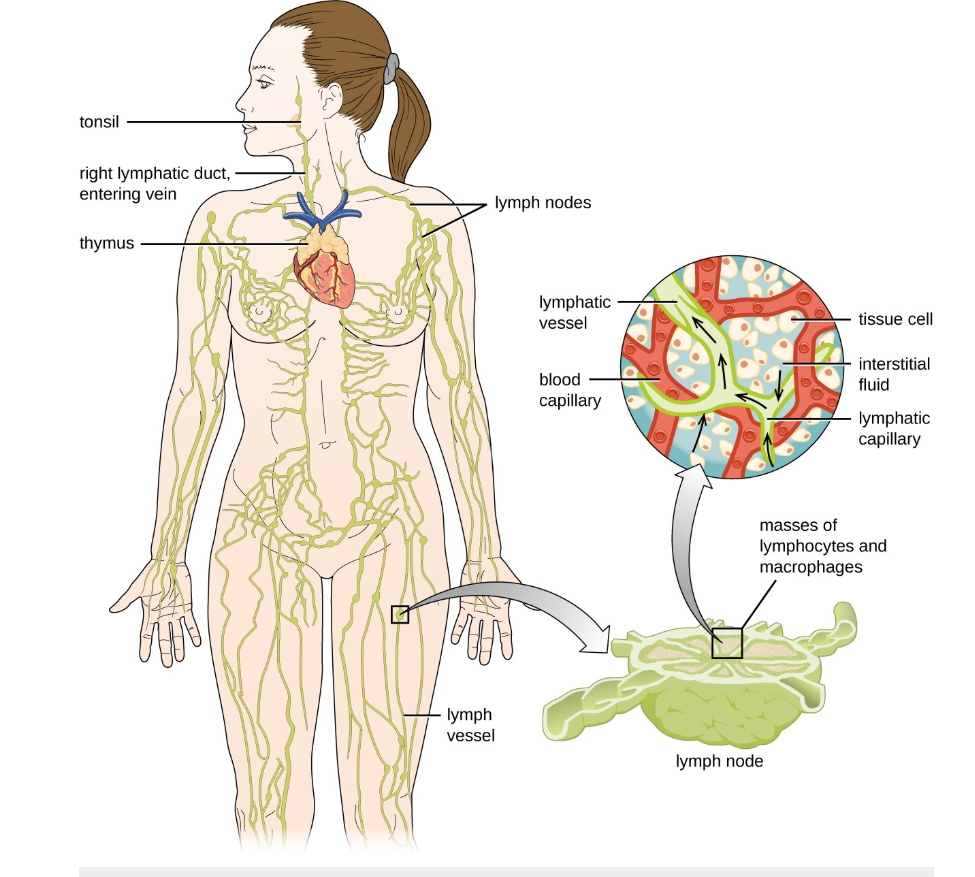 tonsil
right lymphatic duct,
entering vein
thymus
lymph nodes
lymphatic
vessel
blood
capillary
tissue cell
interstitial
fluid
lymphatic
capillary
masses of
lymphocytes and
macrophages
lymph
vessel
lymph node